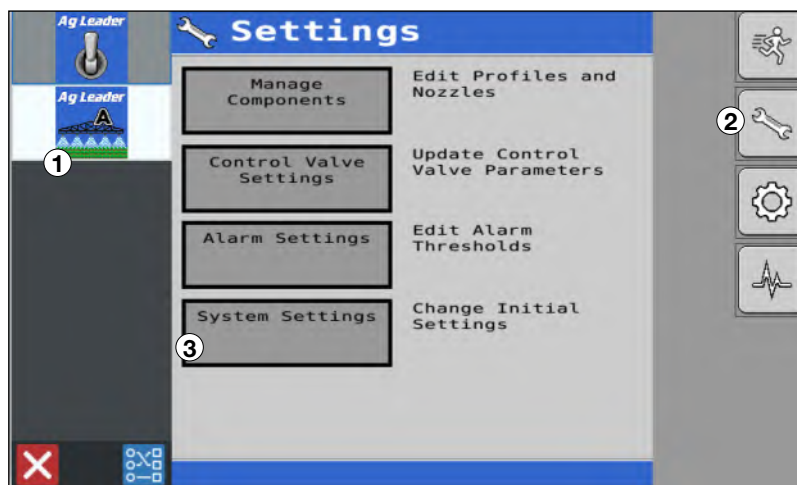 Ag Leader
Settings
Ag Leader
A
1
2
3
Manage
Components
Edit Profiles and
Nozzles
Control Valve
Settings
Update Control
Valve Parameters
Alarm Settings
Edit Alarm
Thresholds
System Settings
Change Initial
Settings